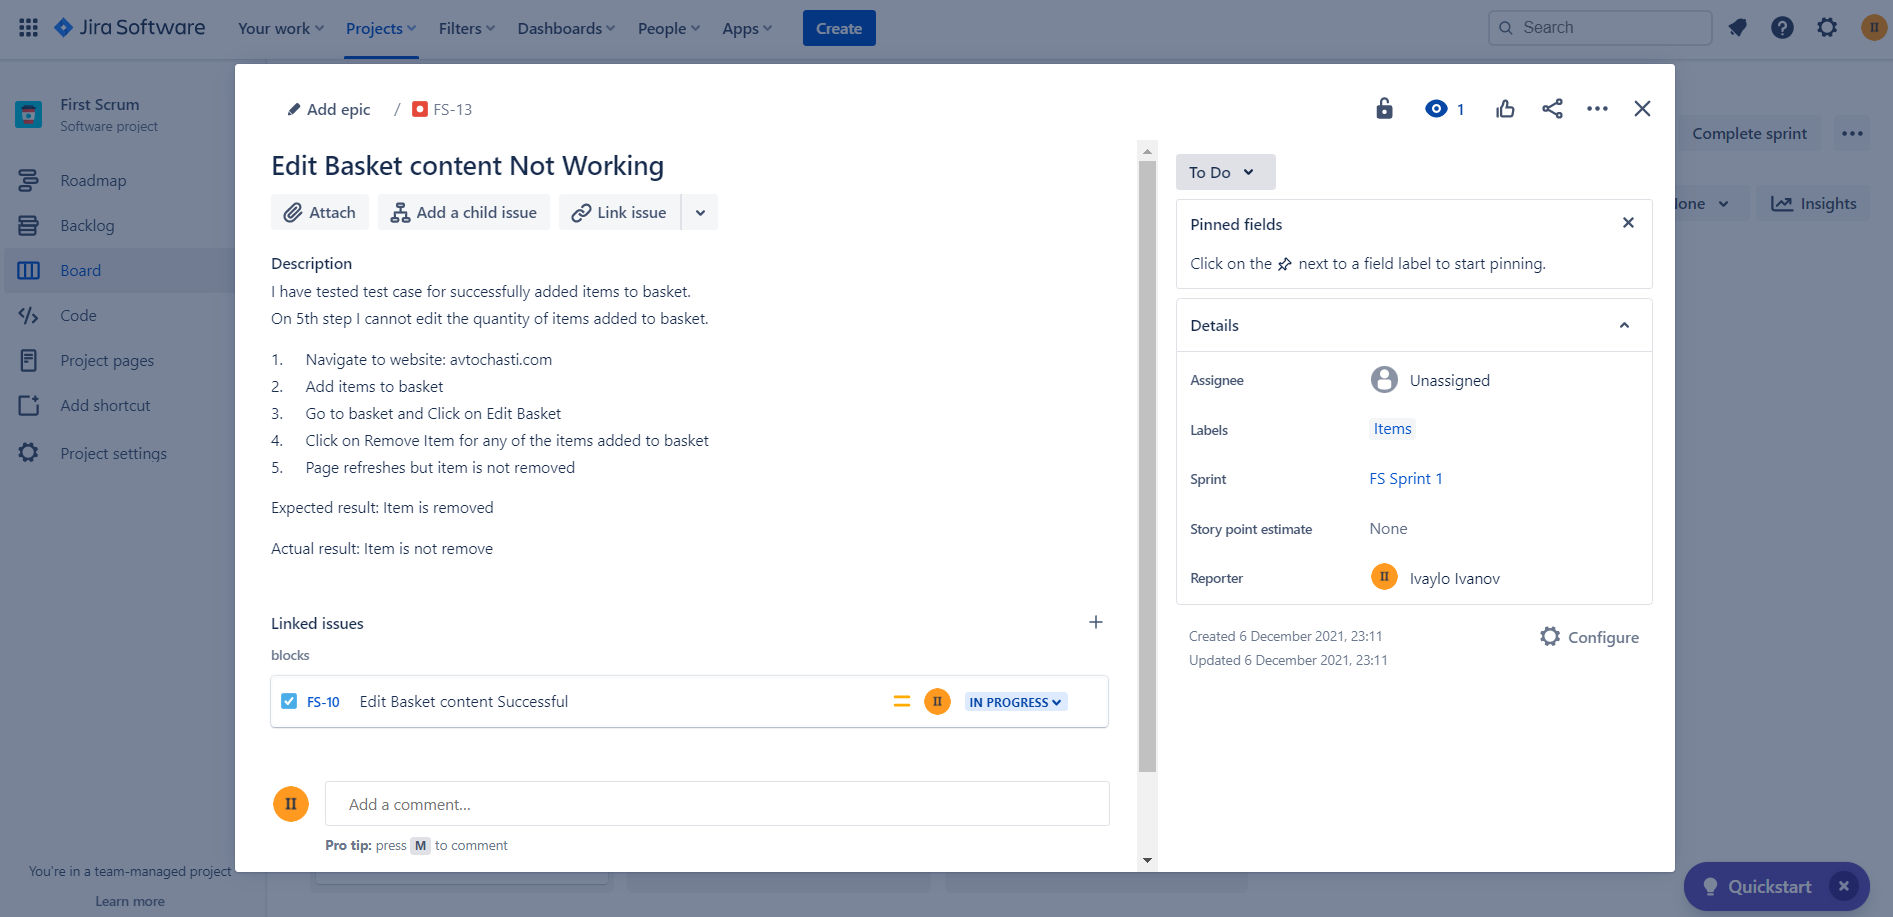 Jira Software Your work Projects Filters Dashboards People Apps Create Search II
First Scrum
Software project
Roadmap
Backlog
Board
Code
Project pages
Add shortcut
Project settings
You're in a team-managed project
Learn more
Complete sprint
Insights
Add epic / FS-13
1
Edit Basket content Not Working
Attach Add a child issue Link issue
Description
I have tested test case for successfully added items to basket.
On 5th step I cannot edit the quantity of items added to basket.
1. Navigate to website: avtochasti.com
2. Add items to basket
3. Go to basket and Click on Edit Basket
4. Click on Remove Item for any of the items added to basket
5. Page refreshes but item is not removed
Expected result: Item is removed
Actual result: Item is not remove
Linked issues
blocks
FS-10 Edit Basket content Successful II IN PROGRESS
II Add a comment...
Pro tip: press M to comment
To Do
Pinned fields
Click on the next to a field label to start pinning.
Details
Assignee Unassigned
Labels Items
Sprint FS Sprint 1
Story point estimate None
Reporter II Ivaylo Ivanov
Created 6 December 2021, 23:11
Updated 6 December 2021, 23:11
Configure
Quickstart